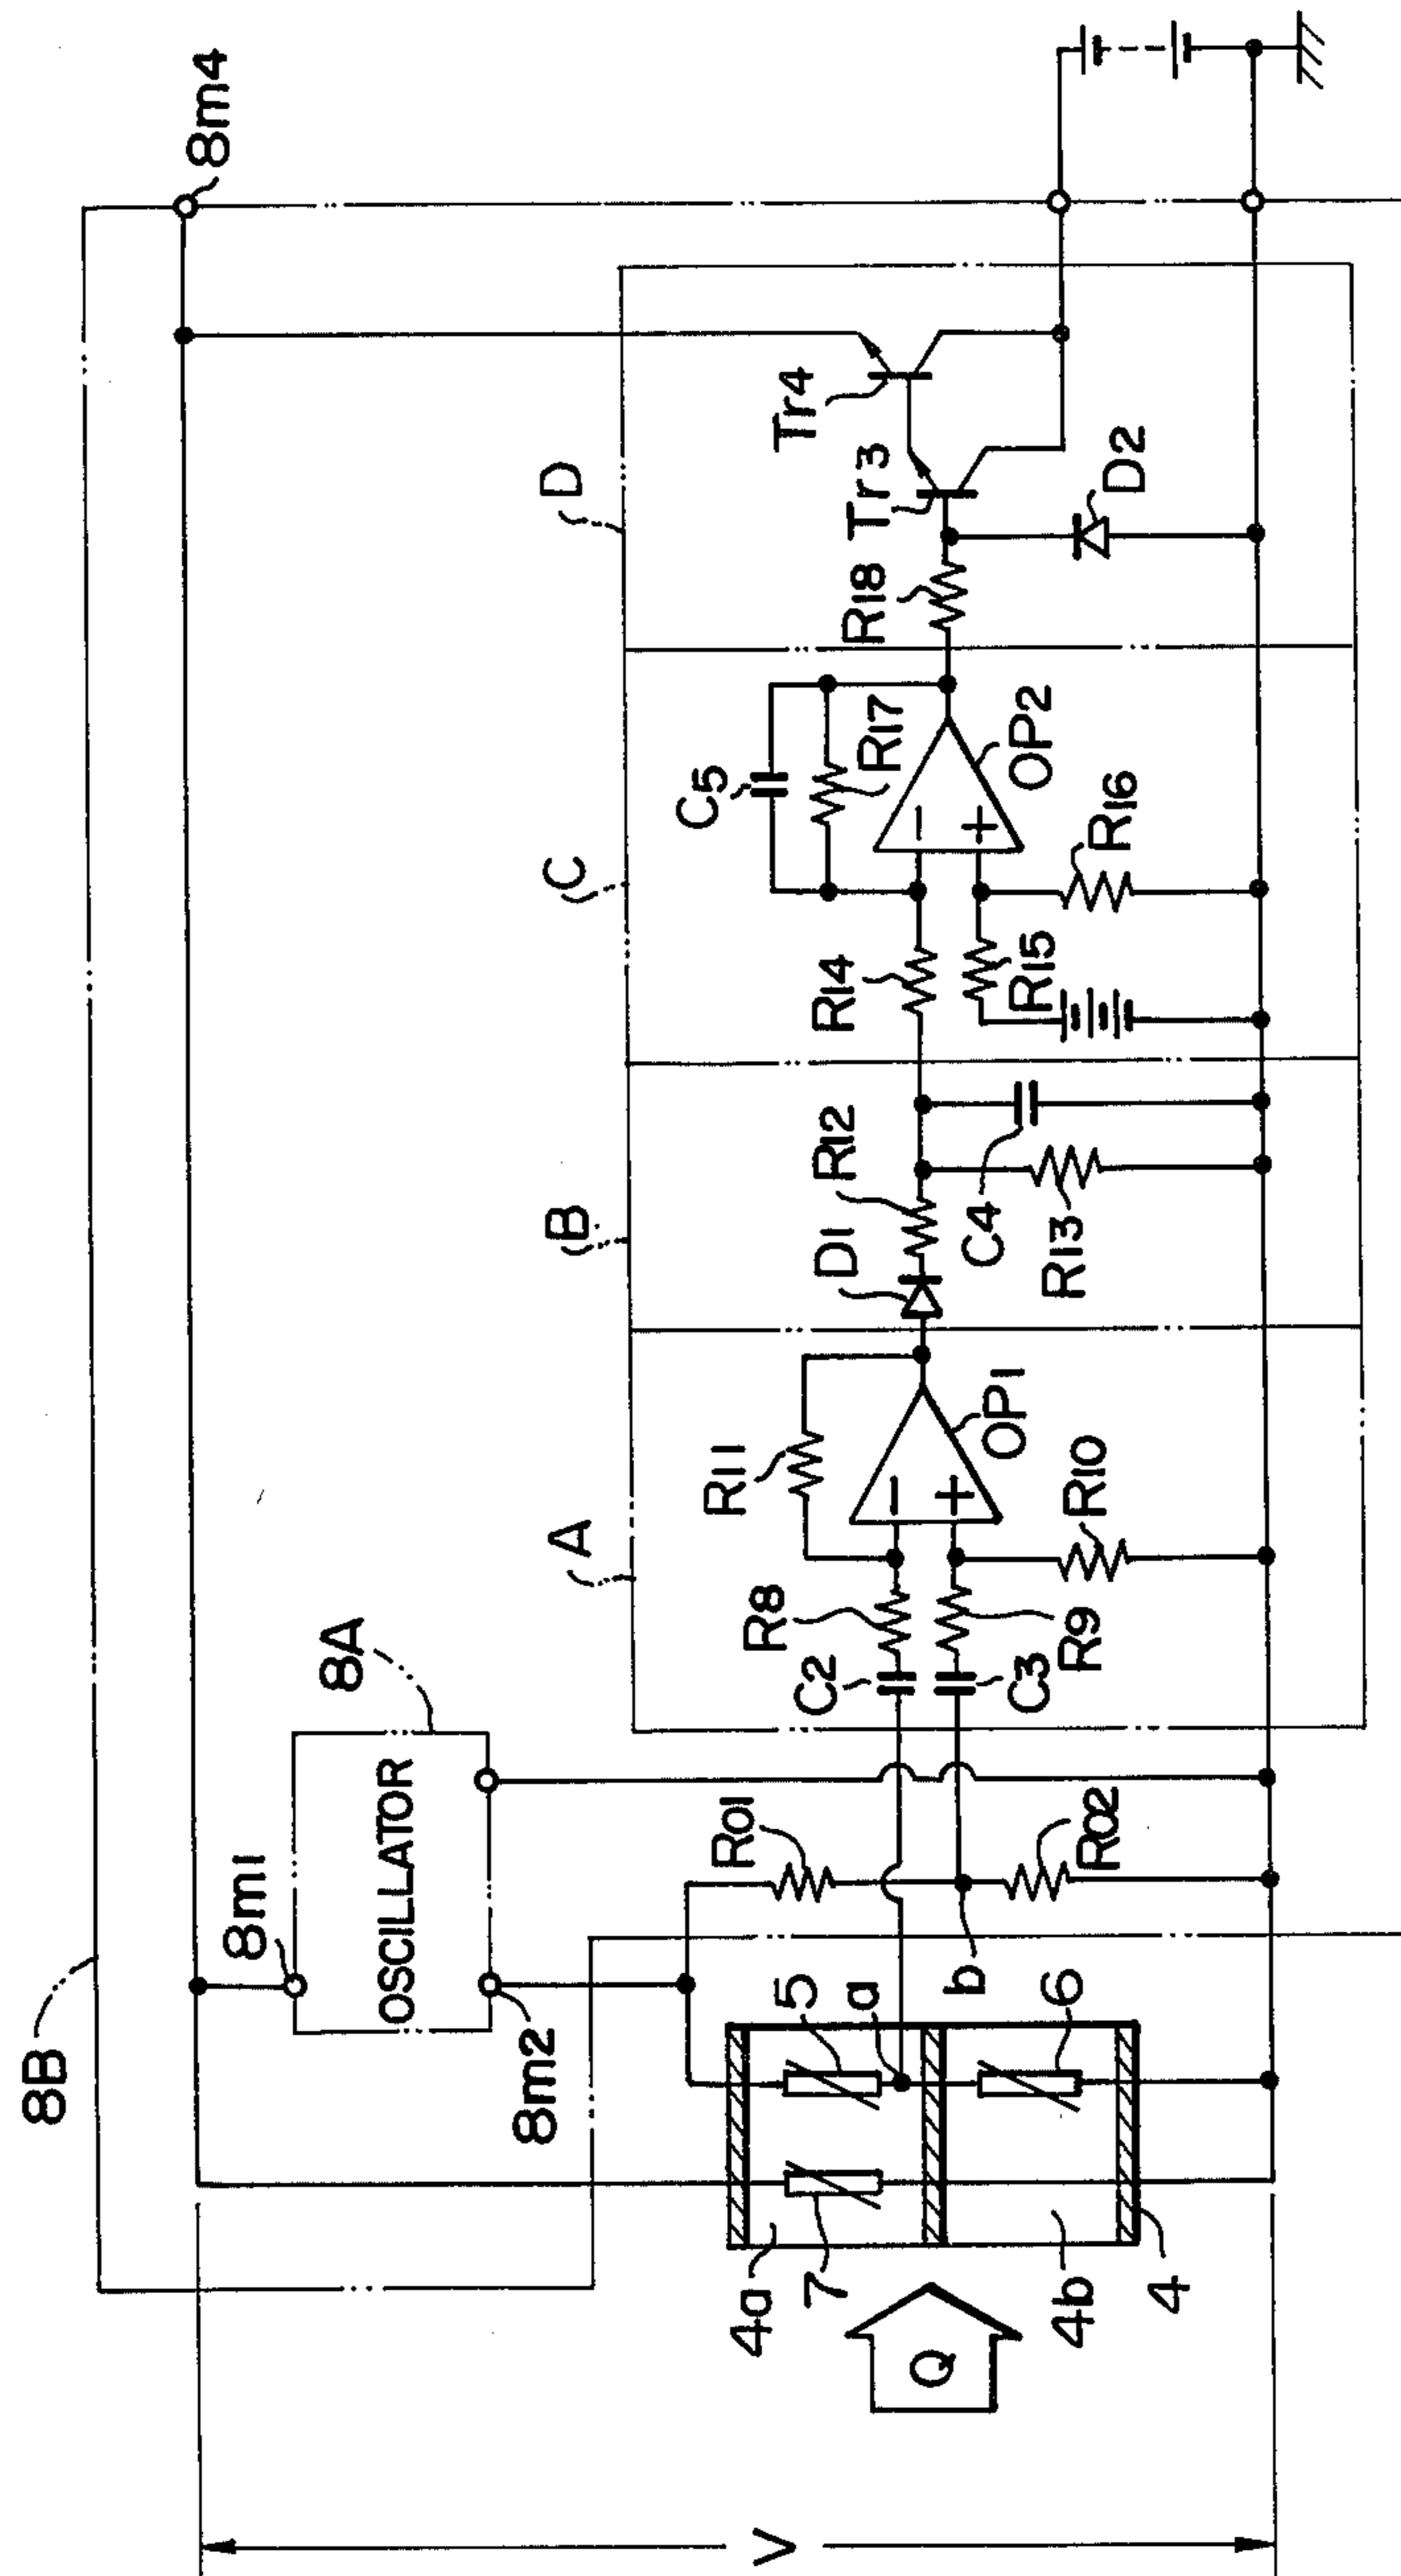 8B
8m4
8m1
8A
OSCILLATOR
8m2
A
B
C
D
V
Q
4a
7
4b
4
5
a
6
b
R01
R02
C2
R8
C3
R9
R11
−
+
OP1
R10
D1
R12
C4
R13
R14
R15
C5
R17
−
+
OP2
R16
R18
Tr3
Tr4
D2